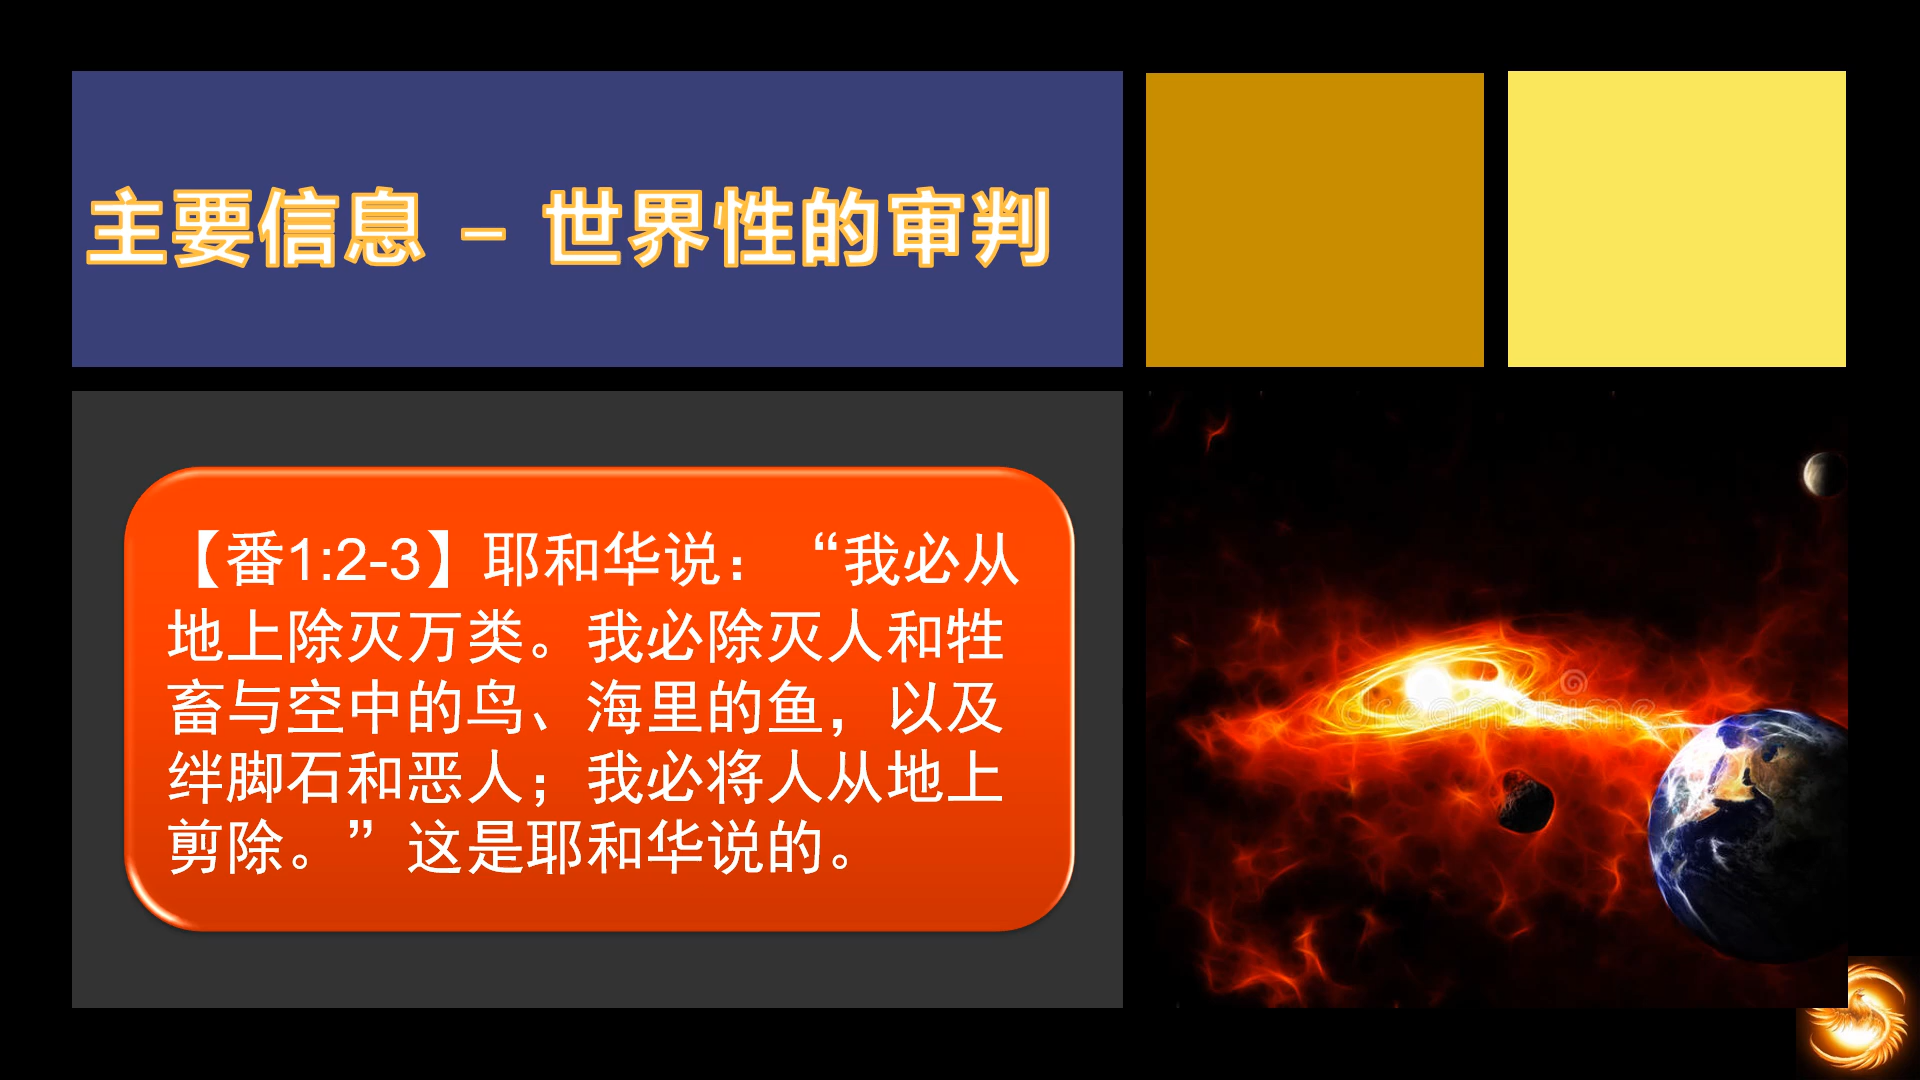 主要信息 – 世界性的审判
【番1:2-3】耶和华说：“我必从
地上除灭万类。我必除灭人和牲
畜与空中的鸟、海里的鱼，以及
绊脚石和恶人；我必将人从地上
剪除。”这是耶和华说的。
dreamstime